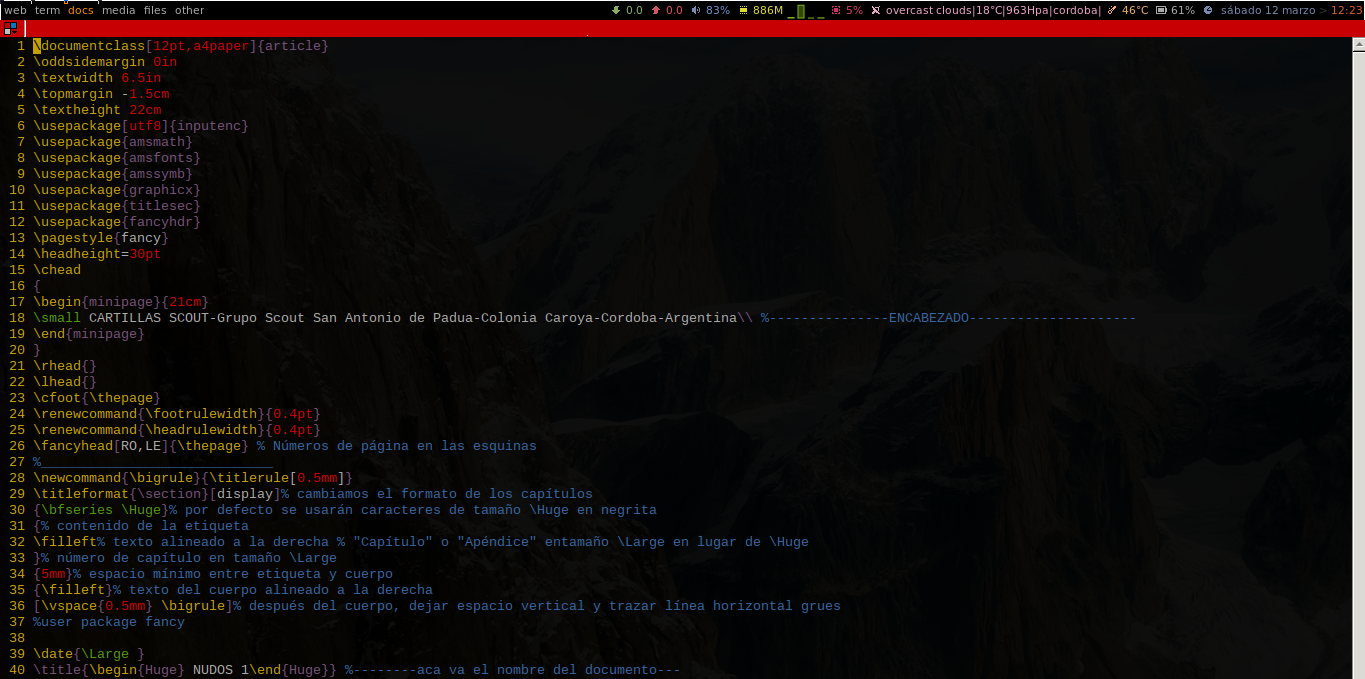 web term docs media files other 0.0 0.0 83% 886M 5% overcast clouds|18°C|963Hpa|cordoba| 46°C 61% sábado 12 marzo > 12:23
1 \documentclass[12pt,a4paper]{article}
2 \oddsidemargin 0in
3 \textwidth 6.5in
4 \topmargin -1.5cm
5 \textheight 22cm
6 \usepackage[utf8]{inputenc}
7 \usepackage{amsmath}
8 \usepackage{amsfonts}
9 \usepackage{amssymb}
10 \usepackage{graphicx}
11 \usepackage{titlesec}
12 \usepackage{fancyhdr}
13 \pagestyle{fancy}
14 \headheight=30pt
15 \chead
16 {
17 \begin{minipage}{21cm}
18 \small CARTILLAS SCOUT-Grupo Scout San Antonio de Padua-Colonia Caroya-Cordoba-Argentina\\ %---------------ENCABEZADO---------------------
19 \end{minipage}
20 }
21 \rhead{}
22 \lhead{}
23 \cfoot{\thepage}
24 \renewcommand{\footrulewidth}{0.4pt}
25 \renewcommand{\headrulewidth}{0.4pt}
26 \fancyhead[RO,LE]{\thepage} % Números de página en las esquinas
27 %_____________________________
28 \newcommand{\bigrule}{\titlerule[0.5mm]}
29 \titleformat{\section}[display]% cambiamos el formato de los capítulos
30 {\bfseries \Huge}% por defecto se usarán caracteres de tamaño \Huge en negrita
31 {% contenido de la etiqueta
32 \filleft% texto alineado a la derecha % "Capítulo" o "Apéndice" entamaño \Large en lugar de \Huge
33 }% número de capítulo en tamaño \Large
34 {5mm}% espacio mínimo entre etiqueta y cuerpo
35 {\filleft}% texto del cuerpo alineado a la derecha
36 [\vspace{0.5mm} \bigrule]% después del cuerpo, dejar espacio vertical y trazar línea horizontal grues
37 %user package fancy
38
39 \date{\Large }
40 \title{\begin{Huge} NUDOS 1\end{Huge}} %--------aca va el nombre del documento---